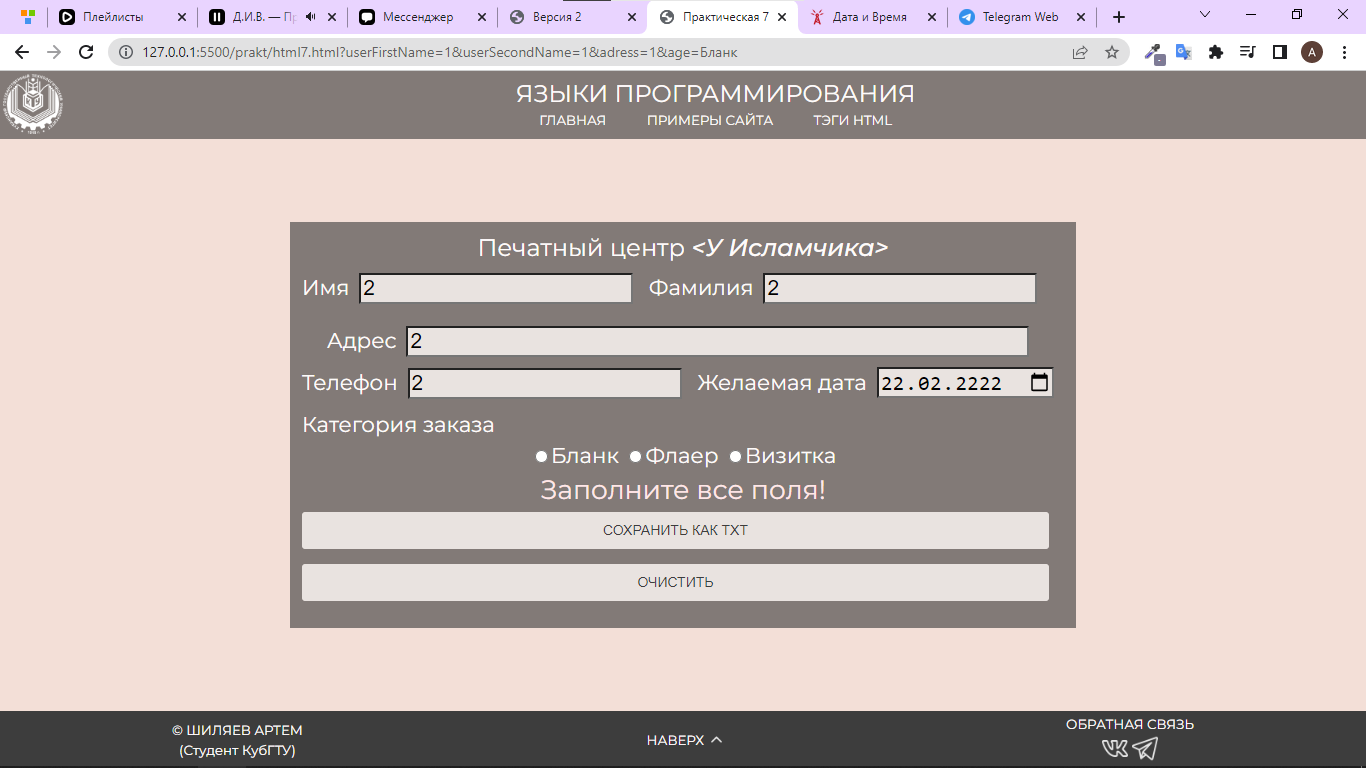 Плейлисты
Д.И.В. — Пр
Мессенджер
Версия 2
Практическая 7
Дата и Время
Telegram Web
127.0.0.1:5500/prakt/html7.html?userFirstName=1&userSecondName=1&adress=1&age=Бланк
A
ЯЗЫКИ ПРОГРАММИРОВАНИЯ
ГЛАВНАЯ ПРИМЕРЫ САЙТА ТЭГИ HTML
Печатный центр <У Исламчика>
Имя 2 Фамилия 2
Адрес 2
Телефон 2 Желаемая дата 22.02.2222
Категория заказа
Бланк Флаер Визитка
Заполните все поля!
СОХРАНИТЬ КАК TXT
ОЧИСТИТЬ
© ШИЛЯЕВ АРТЕМ
(Студент КубГТУ)
НАВЕРХ
ОБРАТНАЯ СВЯЗЬ